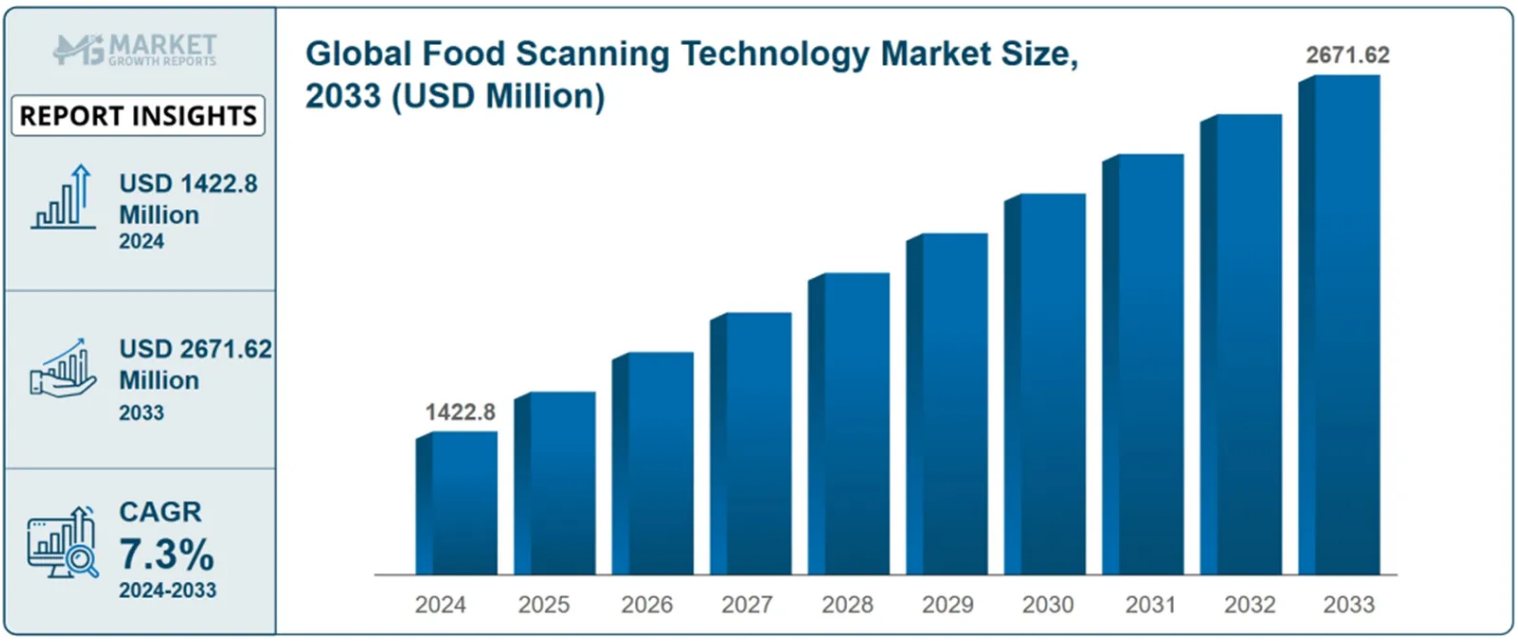 MG MARKET
GROWTH REPORTS
REPORT INSIGHTS
USD 1422.8
Million
2024
USD 2671.62
Million
2033
CAGR
7.3%
2024-2033
Global Food Scanning Technology Market Size,
2033 (USD Million)
1422.8
2671.62
2024 2025 2026 2027 2028 2029 2030 2031 2032 2033